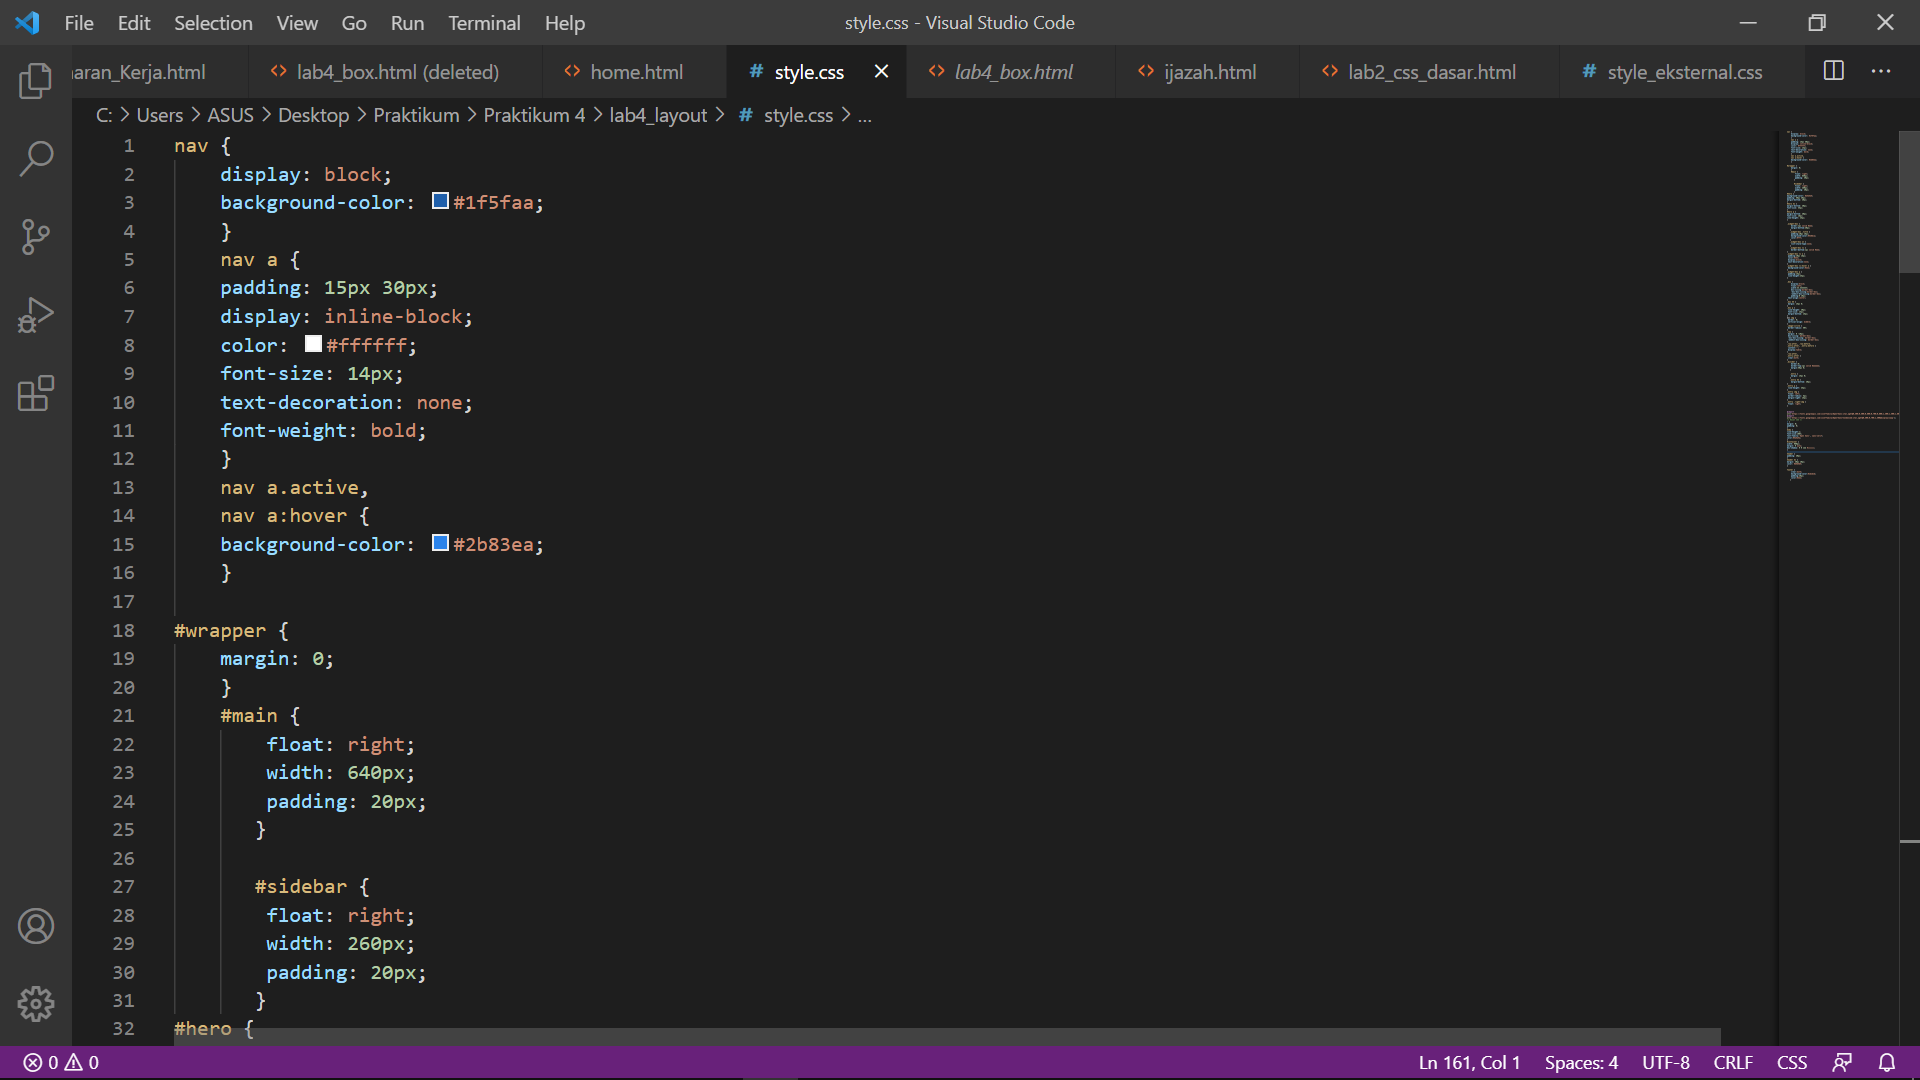 File Edit Selection View Go Run Terminal Help
style.css - Visual Studio Code
aran_Kerja.html
lab4_box.html (deleted)
home.html
style.css
lab4_box.html
ijazah.html
lab2_css_dasar.html
style_eksternal.css
C: > Users > ASUS > Desktop > Praktikum > Praktikum 4 > lab4_layout > # style.css > ...
1 nav {
2 display: block;
3 background-color: #1f5faa;
4 }
5 nav a {
6 padding: 15px 30px;
7 display: inline-block;
8 color: #ffffff;
9 font-size: 14px;
10 text-decoration: none;
11 font-weight: bold;
12 }
13 nav a.active,
14 nav a:hover {
15 background-color: #2b83ea;
16 }
17
18 #wrapper {
19 margin: 0;
20 }
21 #main {
22 float: right;
23 width: 640px;
24 padding: 20px;
25 }
26
27 #sidebar {
28 float: right;
29 width: 260px;
30 padding: 20px;
31 }
32 #hero {
0 0
Ln 161, Col 1 Spaces: 4 UTF-8 CRLF CSS